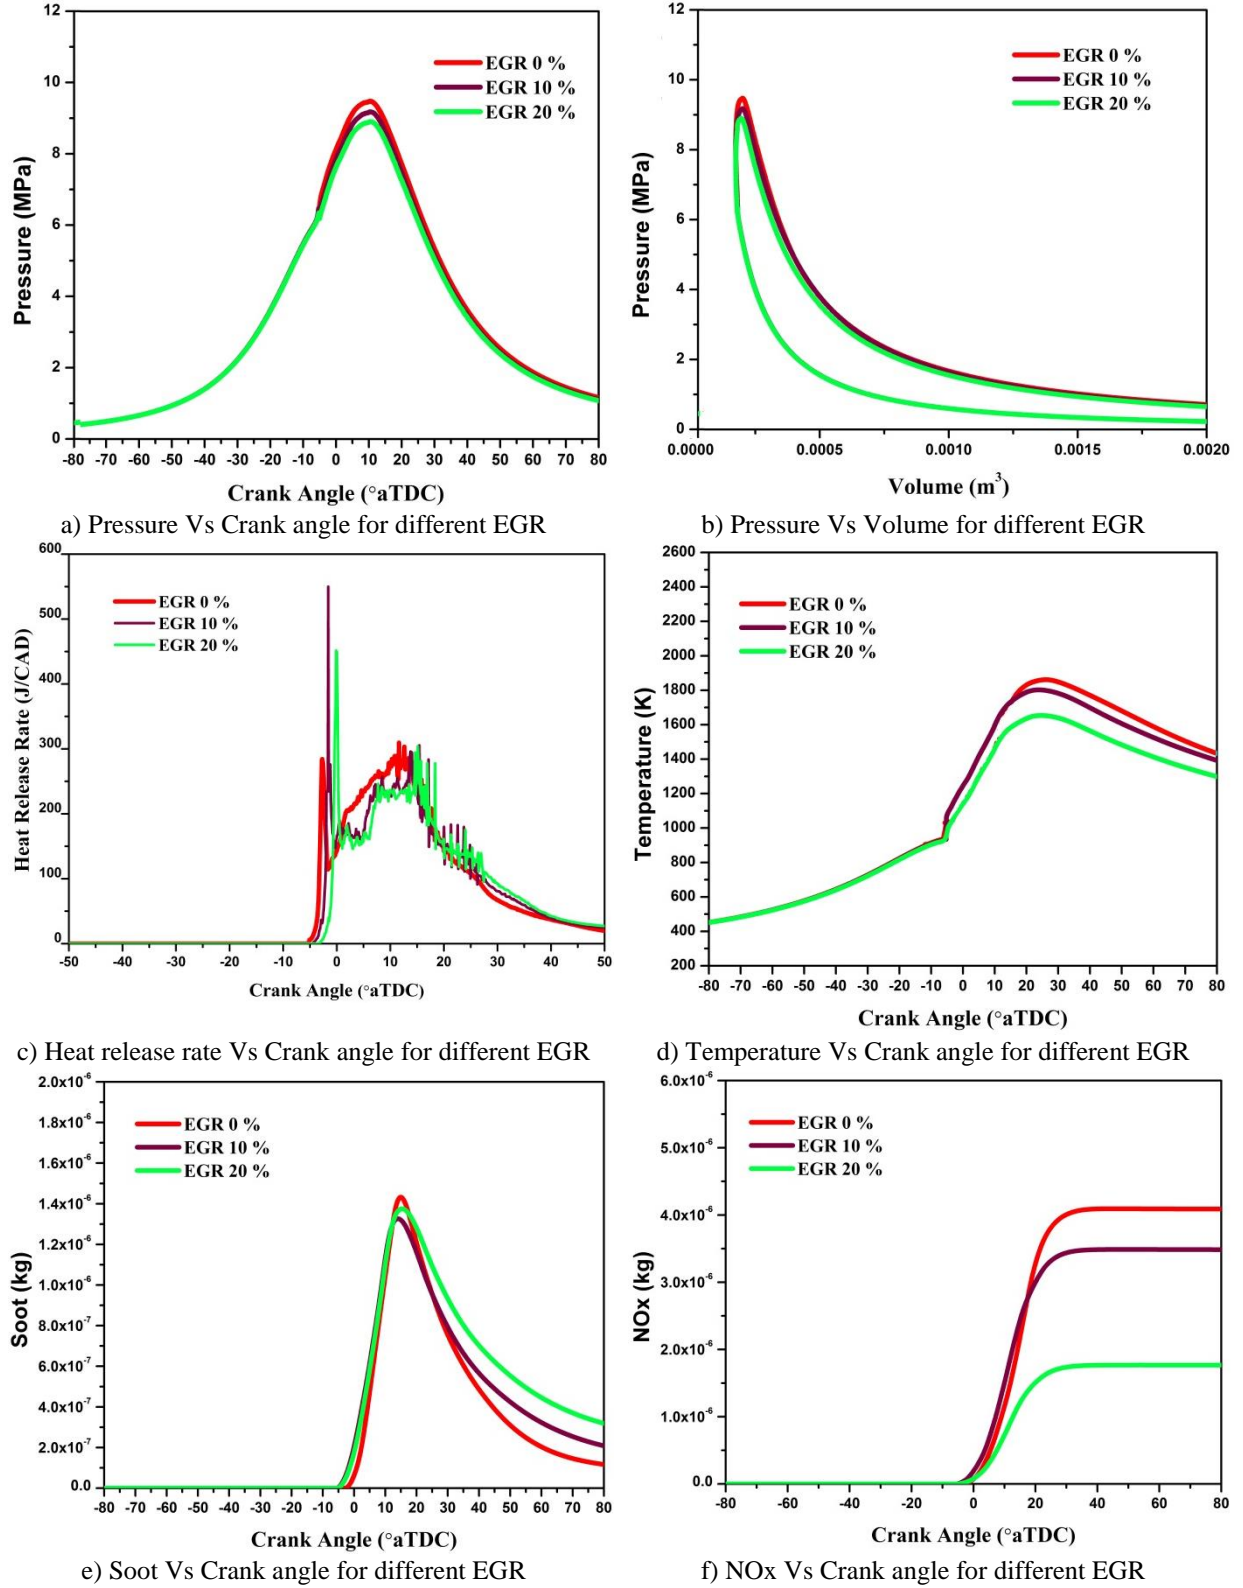 12
10
8
6
4
2
0
Pressure (MPa)
EGR 0 %
EGR 10 %
EGR 20 %
-80 -70 -60 -50 -40 -30 -20 -10 0 10 20 30 40 50 60 70 80
Crank Angle (°aTDC)
a) Pressure Vs Crank angle for different EGR
12
10
8
6
4
2
0
Pressure (MPa)
EGR 0 %
EGR 10 %
EGR 20 %
0.0000 0.0005 0.0010 0.0015 0.0020
Volume (m³)
b) Pressure Vs Volume for different EGR
600
500
400
300
200
100
0
Heat Release Rate (J/CAD)
EGR 0 %
EGR 10 %
EGR 20 %
-50 -40 -30 -20 -10 0 10 20 30 40 50
Crank Angle (°aTDC)
c) Heat release rate Vs Crank angle for different EGR
2600
2400
2200
2000
1800
1600
1400
1200
1000
800
600
400
200
Temperature (K)
EGR 0 %
EGR 10 %
EGR 20 %
-80 -70 -60 -50 -40 -30 -20 -10 0 10 20 30 40 50 60 70 80
Crank Angle (°aTDC)
d) Temperature Vs Crank angle for different EGR
2.0x10⁻⁶
1.8x10⁻⁶
1.6x10⁻⁶
1.4x10⁻⁶
1.2x10⁻⁶
1.0x10⁻⁶
8.0x10⁻⁷
6.0x10⁻⁷
4.0x10⁻⁷
2.0x10⁻⁷
0.0
Soot (kg)
EGR 0 %
EGR 10 %
EGR 20 %
-80 -70 -60 -50 -40 -30 -20 -10 0 10 20 30 40 50 60 70 80
Crank Angle (°aTDC)
e) Soot Vs Crank angle for different EGR
6.0x10⁻⁶
5.0x10⁻⁶
4.0x10⁻⁶
3.0x10⁻⁶
2.0x10⁻⁶
1.0x10⁻⁶
0.0
NOx (kg)
EGR 0 %
EGR 10 %
EGR 20 %
-80 -60 -40 -20 0 20 40 60 80
Crank Angle (°aTDC)
f) NOx Vs Crank angle for different EGR